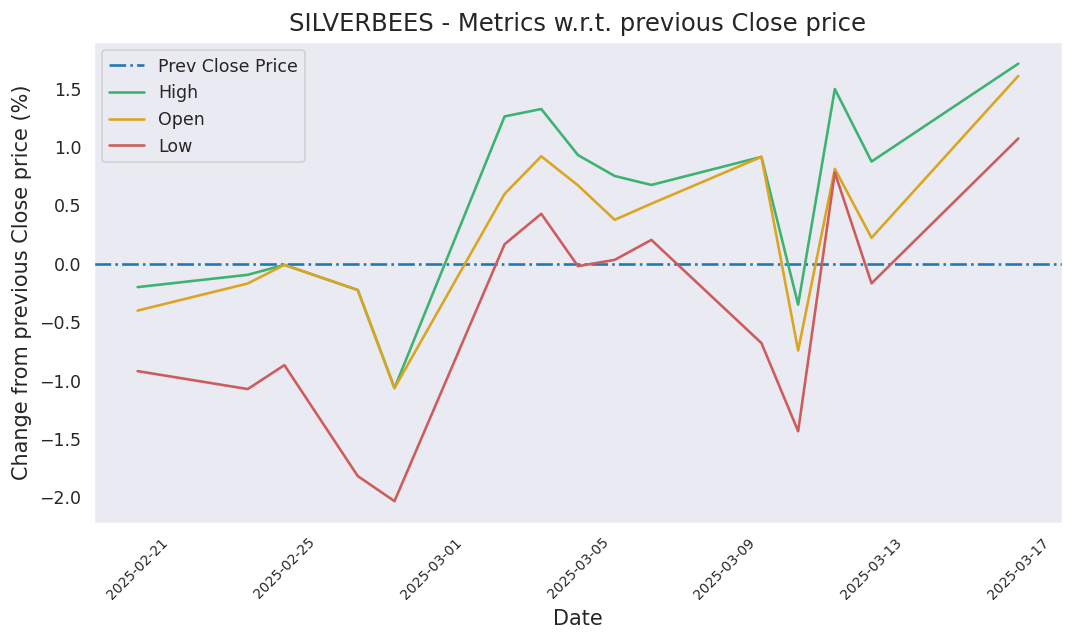 SILVERBEES - Metrics w.r.t. previous Close price
Prev Close Price
High
Open
Low
Change from previous Close price (%)
1.5
1.0
0.5
0.0
−0.5
−1.0
−1.5
−2.0
2025-02-21
2025-02-25
2025-03-01
2025-03-05
2025-03-09
2025-03-13
2025-03-17
Date